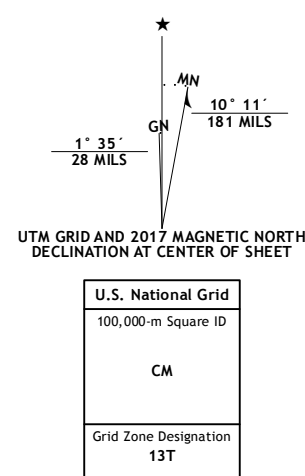 ★
MN
GN
10° 11´
181 MILS
1° 35´
28 MILS
UTM GRID AND 2017 MAGNETIC NORTH
DECLINATION AT CENTER OF SHEET
U.S. National Grid
100,000-m Square ID
CM
Grid Zone Designation
13T